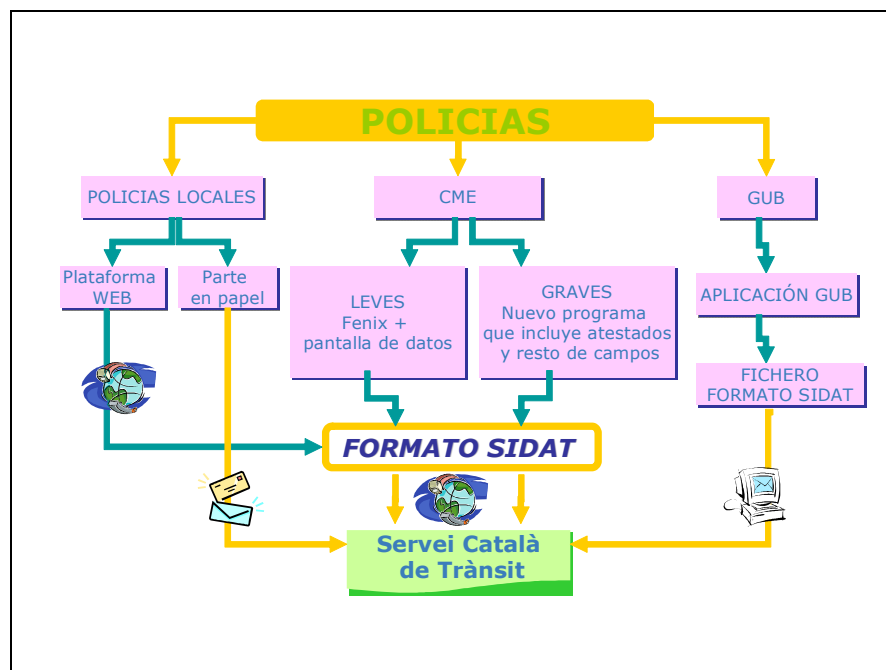 POLICIAS
POLICIAS LOCALES
CME
GUB
Plataforma
WEB
Parte
en papel
LEVES
Fenix +
pantalla de datos
GRAVES
Nuevo programa
que incluye atestados
y resto de campos
APLICACIÓN GUB
FICHERO
FORMATO SIDAT
FORMATO SIDAT
Servei Català
de Trànsit